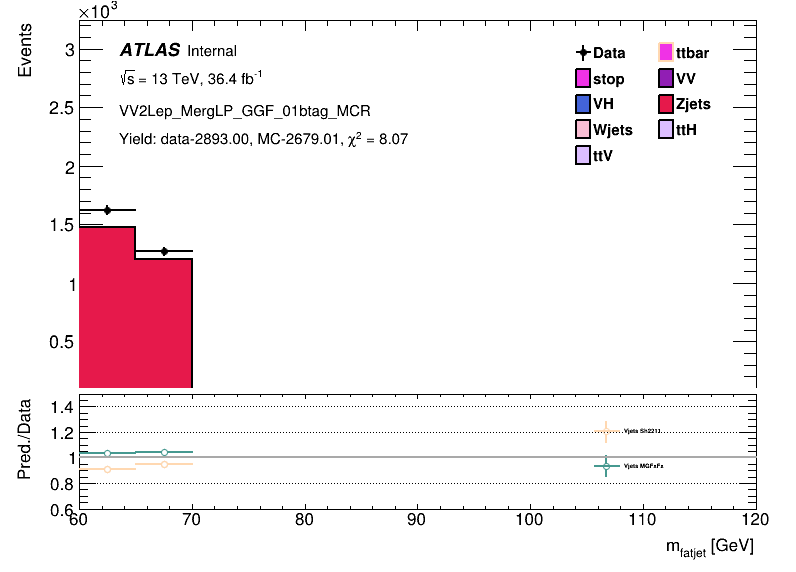 ×10³
Events
3
2.5
2
1.5
1
0.5
ATLAS Internal
√s = 13 TeV, 36.4 fb⁻¹
VV2Lep_MergLP_GGF_01btag_MCR
Yield: data-2893.00, MC-2679.01, χ² = 8.07
Data ttbar
stop VV
VH Zjets
Wjets ttH
ttV
Pred./Data
1.4
1.2
1
0.8
0.6
Vjets Sh2211
Vjets MGFxFx
60 70 80 90 100 110 120
m_fatjet [GeV]